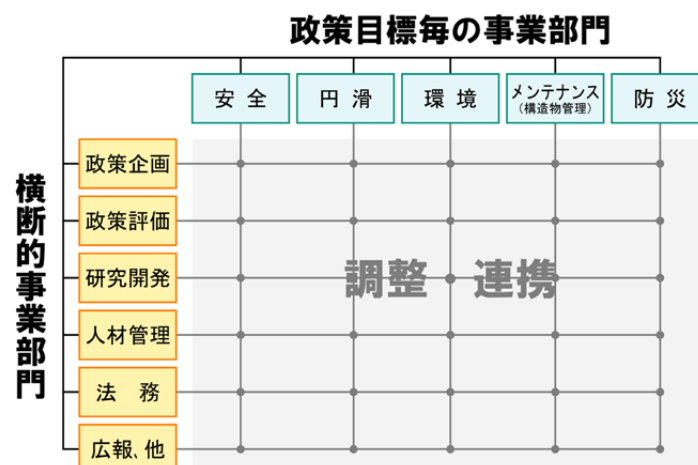 政策目標毎の事業部門
安全
円滑
環境
メンテナンス
（構造物管理）
防災
横断的事業部門
政策企画
政策評価
研究開発
人材管理
法務
広報、他
調整・連携